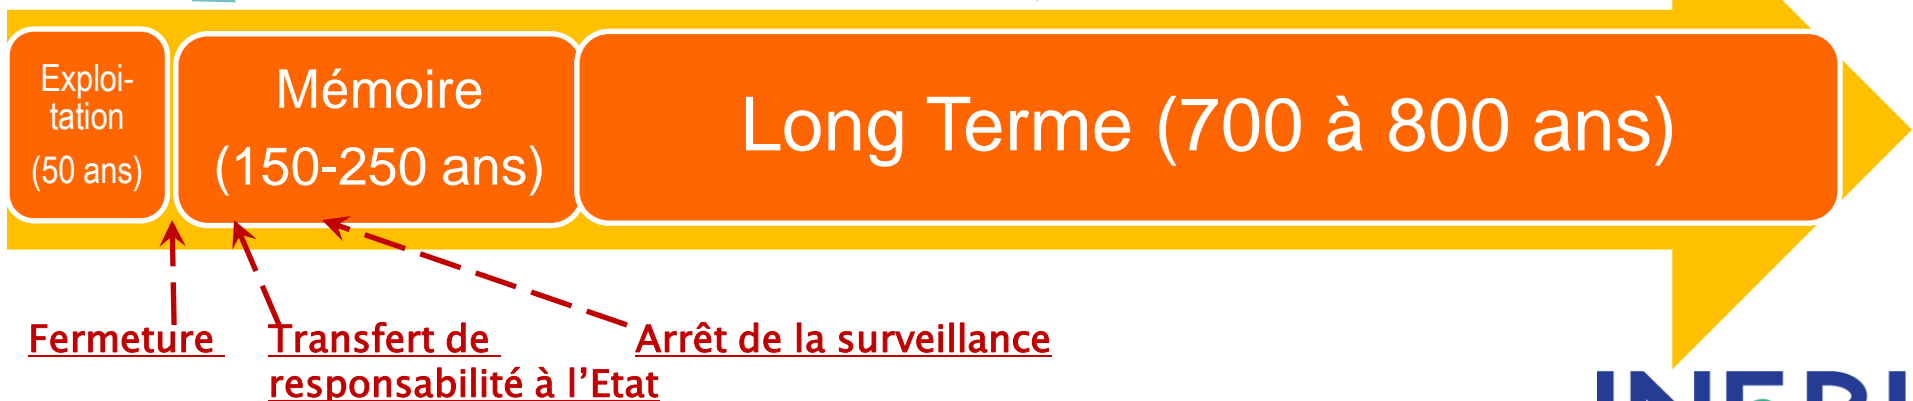 Exploi-
tation
(50 ans)
Mémoire
(150-250 ans)
Long Terme (700 à 800 ans)
Fermeture
Transfert de
responsabilité à l’Etat
Arrêt de la surveillance